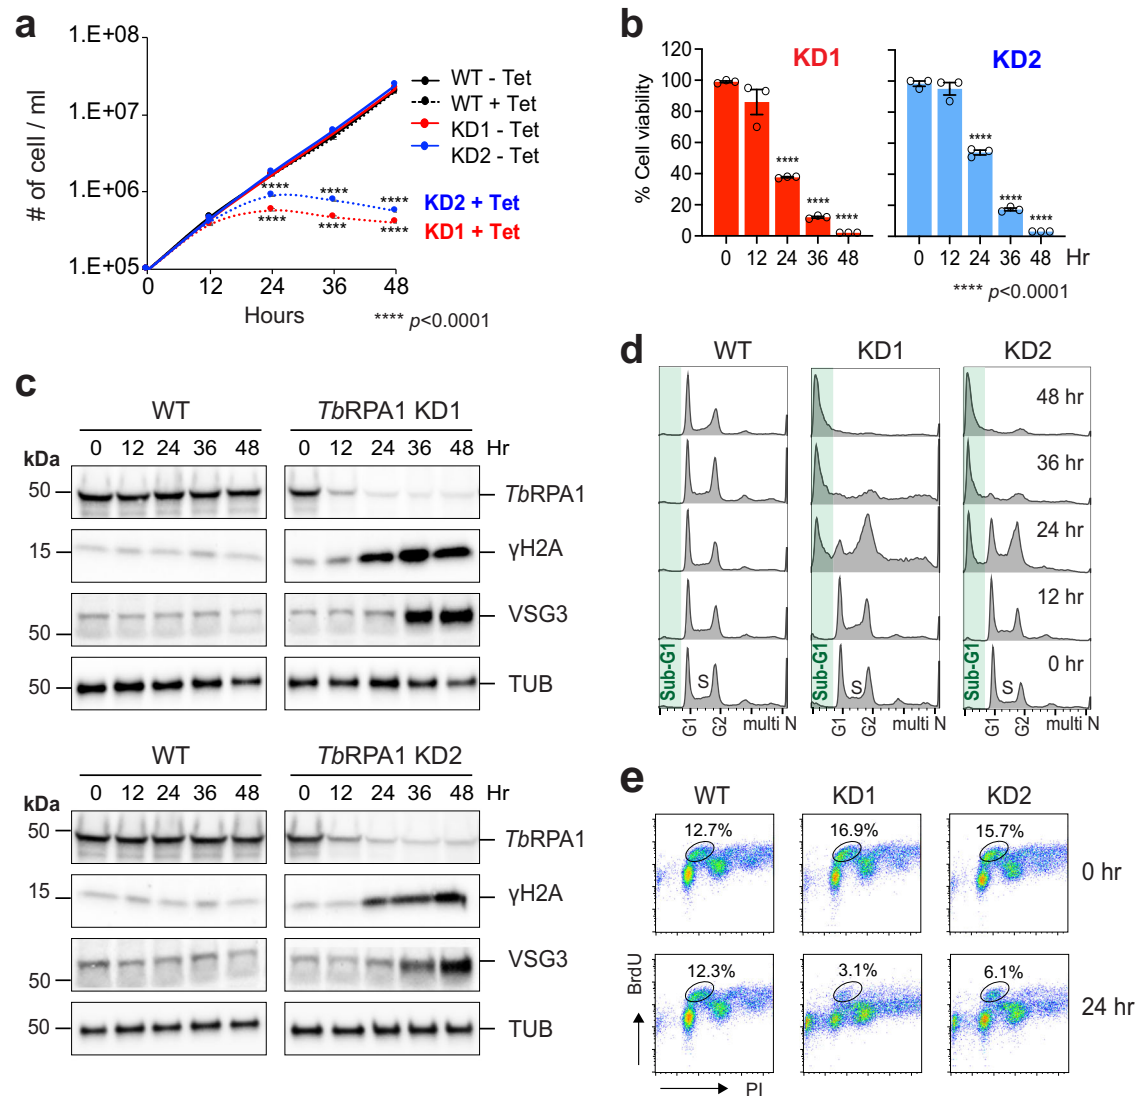 a
1.E+08
1.E+07
1.E+06
1.E+05
# of cell / ml
0 12 24 36 48
Hours
WT - Tet
WT + Tet
KD1 - Tet
KD2 - Tet
**** **** ****
KD2 + Tet
KD1 + Tet
**** **** ****
**** p<0.0001
b
KD1 KD2
120
100
80
60
40
20
0
% Cell viability
**** **** ****
**** **** ****
0 12 24 36 48 0 12 24 36 48 Hr
**** p<0.0001
c
WT TbRPA1 KD1
0 12 24 36 48 0 12 24 36 48 Hr
kDa
50 TbRPA1
15 γH2A
50 VSG3
50 TUB
WT TbRPA1 KD2
0 12 24 36 48 0 12 24 36 48 Hr
kDa
50 TbRPA1
15 γH2A
50 VSG3
50 TUB
d
WT KD1 KD2
48 hr
36 hr
24 hr
12 hr
0 hr
Sub-G1 Sub-G1 Sub-G1
S S S
G1 G2 multi N G1 G2 multi N G1 G2 multi N
e
WT KD1 KD2
12.7% 16.9% 15.7%
0 hr
12.3% 3.1% 6.1%
24 hr
BrdU
PI